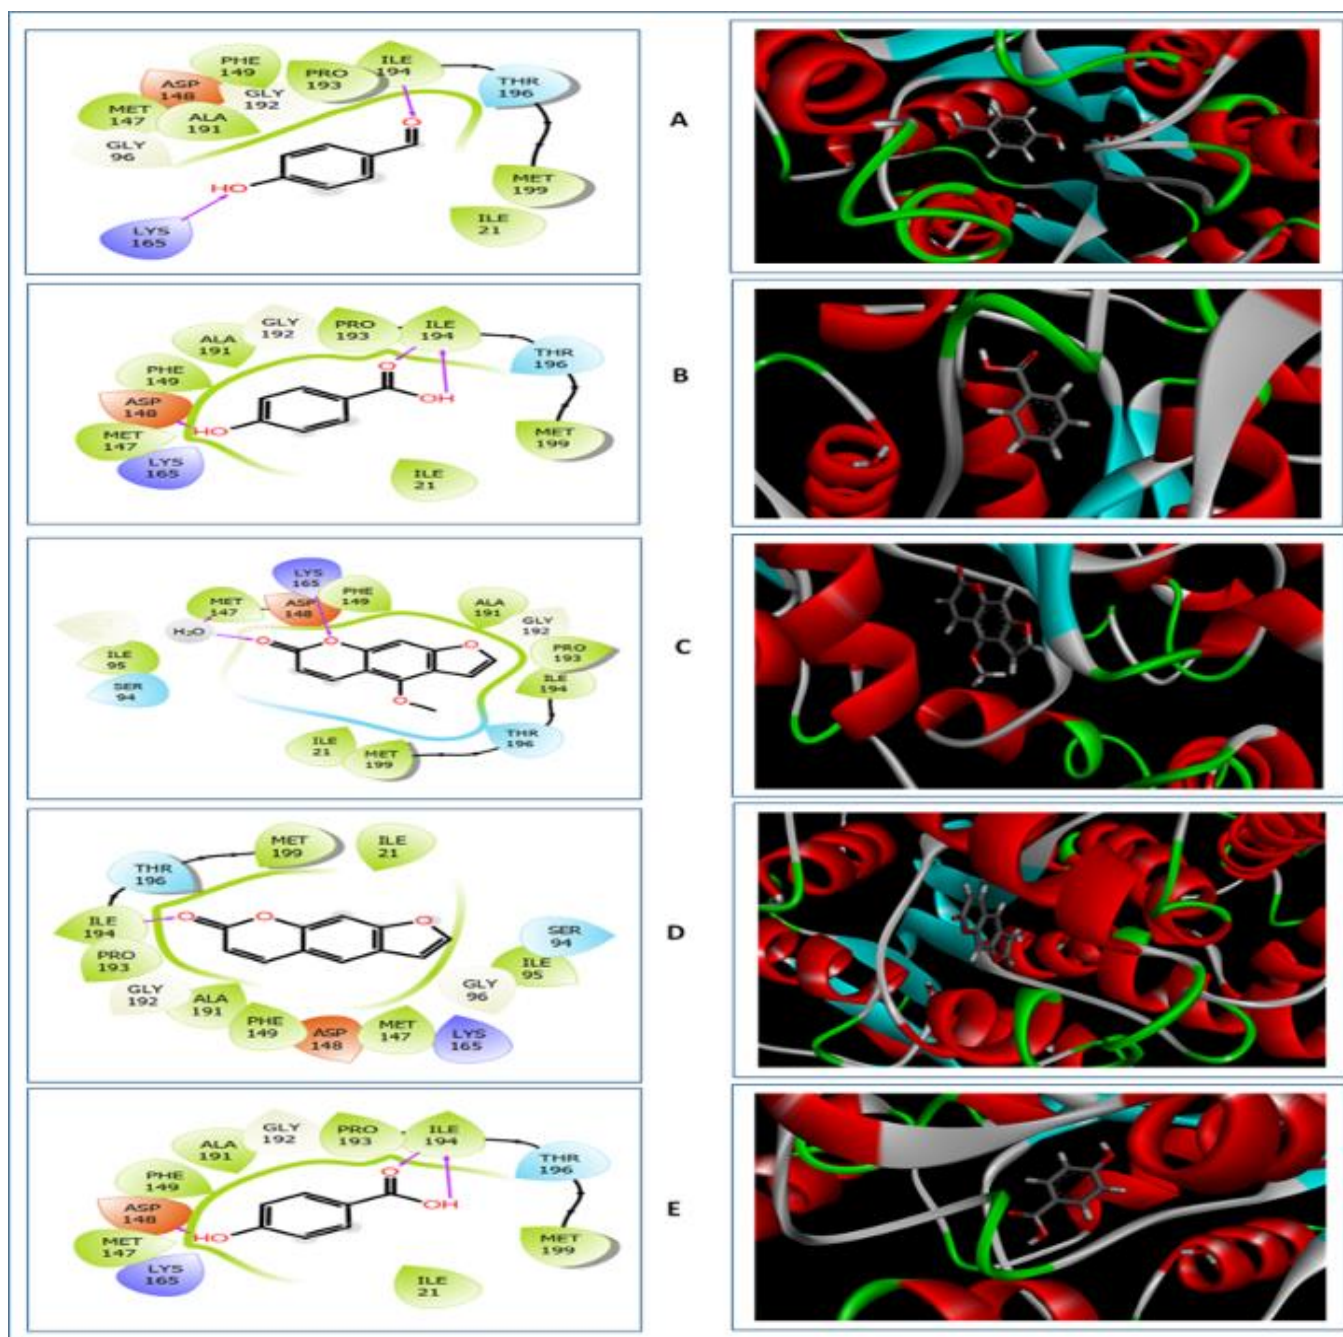 PHE
149
ILE
194
PRO
193
ASP
148
GLY
192
THR
196
MET
147
ALA
191
O
GLY
96
MET
199
HO
ILE
21
LYS
165
A
GLY
192
PRO
193
ILE
194
ALA
191
THR
196
PHE
149
O
OH
ASP
148
HO
MET
147
MET
199
LYS
165
ILE
21
B
LYS
165
MET
147
ASP
148
PHE
149
ALA
191
GLY
192
H₂O
O
O
O
PRO
193
ILE
95
ILE
194
SER
94
O
THR
196
ILE
21
MET
199
C
MET
199
ILE
21
THR
196
ILE
194
O
O
O
SER
94
PRO
193
ILE
95
GLY
192
ALA
191
GLY
96
PHE
149
ASP
148
MET
147
LYS
165
D
GLY
192
PRO
193
ILE
194
ALA
191
THR
196
PHE
149
O
OH
ASP
148
HO
MET
147
MET
199
LYS
165
ILE
21
E